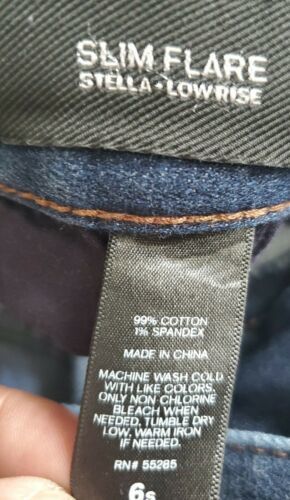 SLIM FLARE
STELLA • LOWRISE
99% COTTON
1% SPANDEX
MADE IN CHINA
MACHINE WASH COLD
WITH LIKE COLORS,
ONLY NON CHLORINE
BLEACH WHEN
NEEDED. TUMBLE DRY
LOW. WARM IRON
IF NEEDED.
RN# 55285
6s